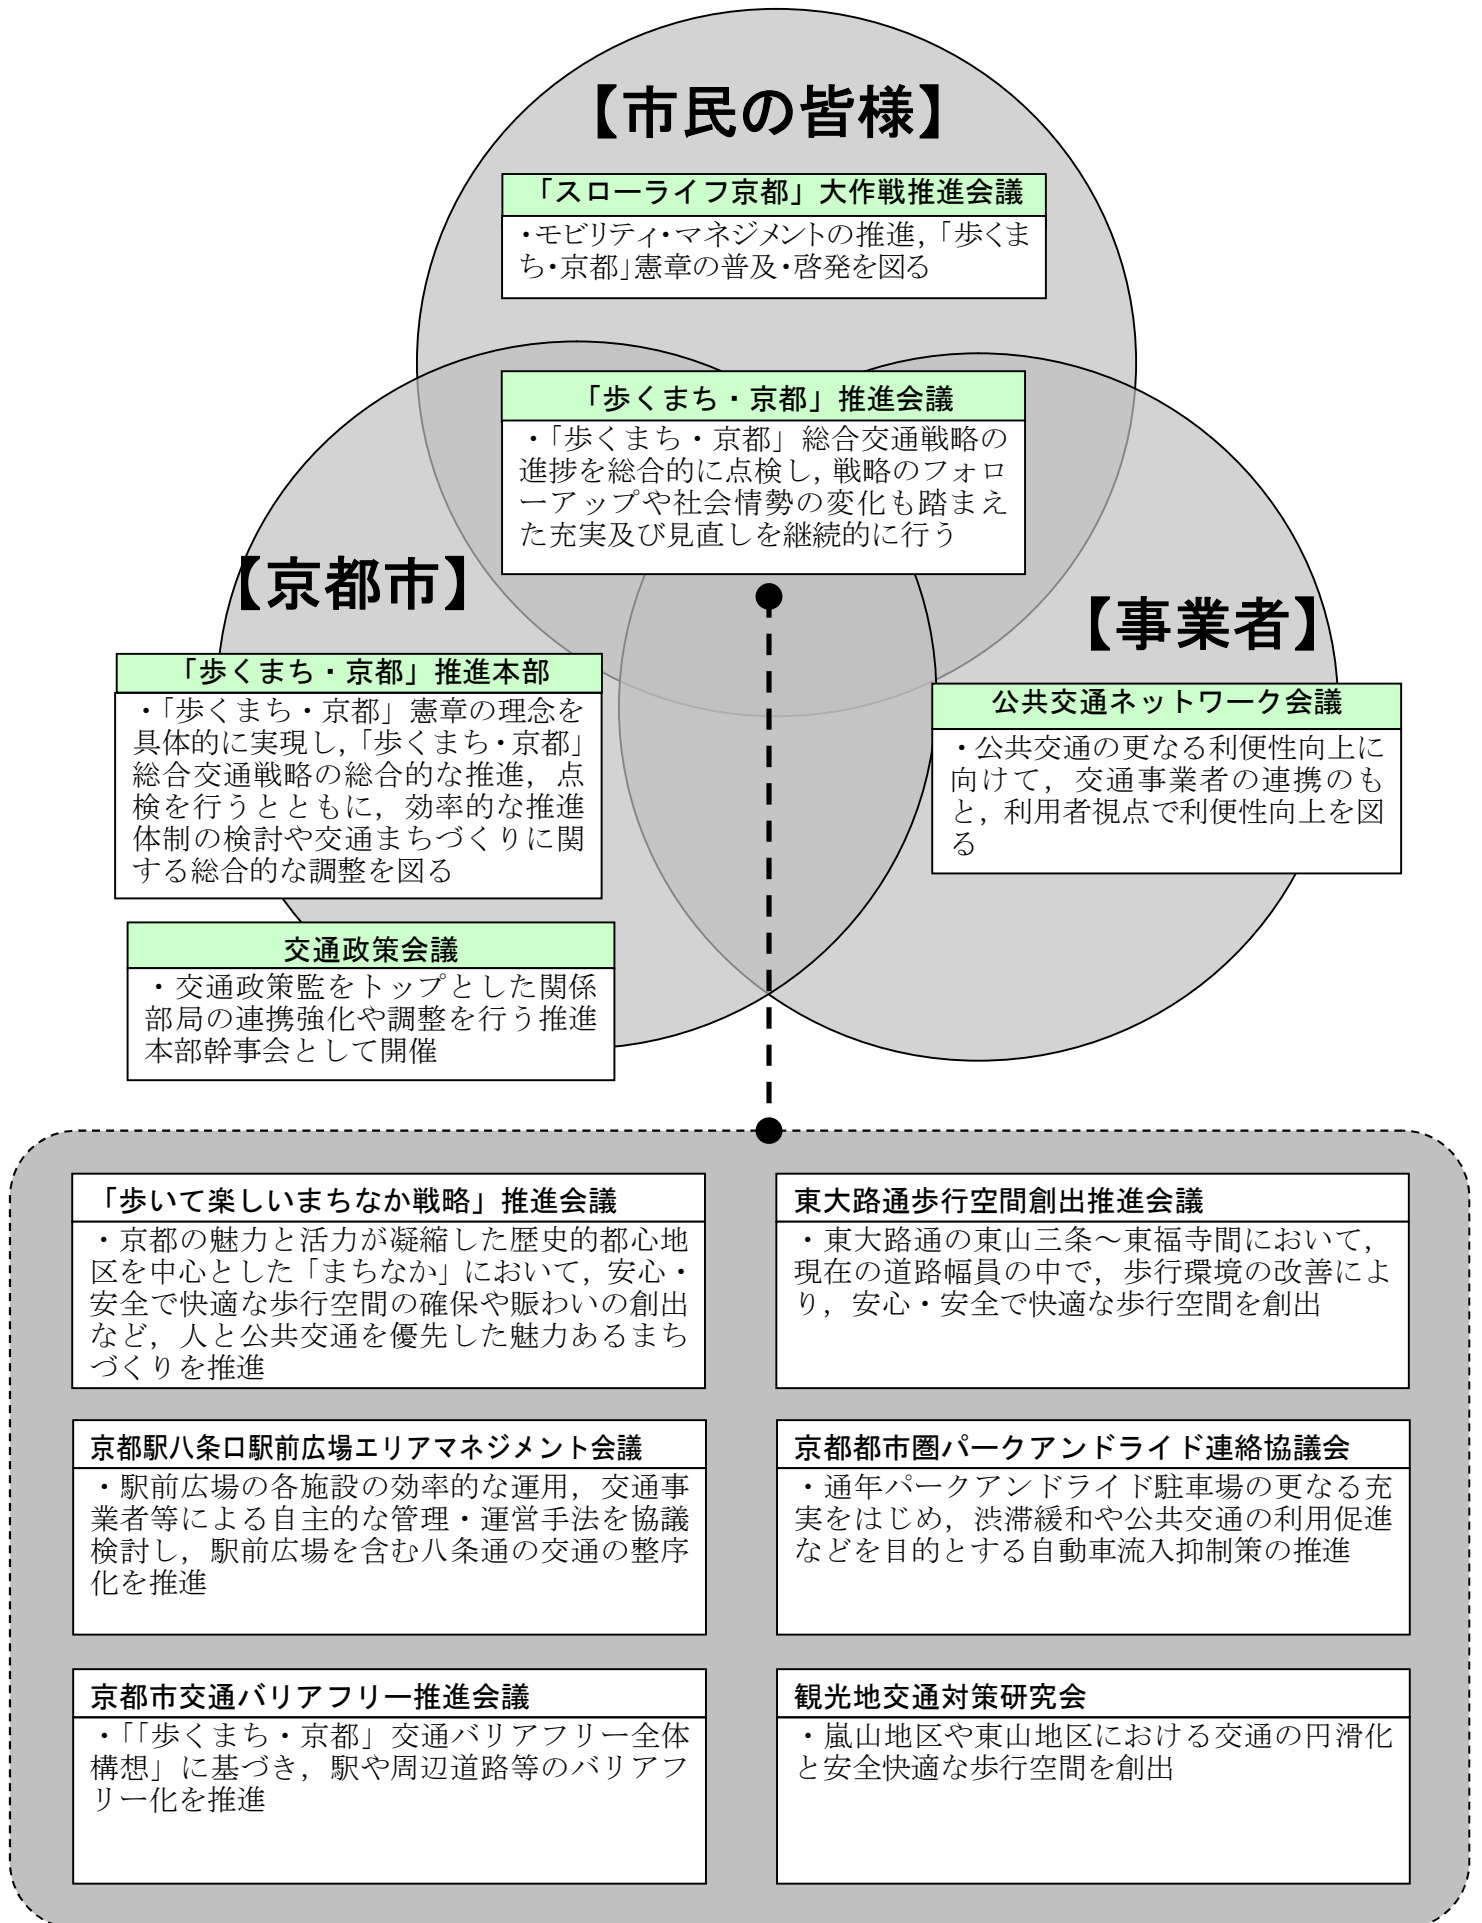 【市民の皆様】
「スローライフ京都」大作戦推進会議
・モビリティ・マネジメントの推進，「歩くま
ち・京都」憲章の普及・啓発を図る
「歩くまち・京都」推進会議
・「歩くまち・京都」総合交通戦略の
進捗を総合的に点検し，戦略のフォロ
ーアップや社会情勢の変化も踏まえ
た充実及び見直しを継続的に行う
【京都市】
【事業者】
「歩くまち・京都」推進本部
・「歩くまち・京都」憲章の理念を
具体的に実現し，「歩くまち・京都」
総合交通戦略の総合的な推進，点
検を行うとともに，効率的な推進
体制の検討や交通まちづくりに関
する総合的な調整を図る
公共交通ネットワーク会議
・公共交通の更なる利便性向上に
向けて，交通事業者の連携のも
と，利用者視点で利便性向上を図
る
交通政策会議
・交通政策監をトップとした関係
部局の連携強化や調整を行う推進
本部幹事会として開催
「歩いて楽しいまちなか戦略」推進会議
・京都の魅力と活力が凝縮した歴史的都心地
区を中心とした「まちなか」において，安心・
安全で快適な歩行空間の確保や賑わいの創出
など，人と公共交通を優先した魅力あるまち
づくりを推進
東大路通歩行空間創出推進会議
・東大路通の東山三条～東福寺間において，
現在の道路幅員の中で，歩行環境の改善によ
り，安心・安全で快適な歩行空間を創出
京都駅八条口駅前広場エリアマネジメント会議
・駅前広場の各施設の効率的な運用，交通事
業者等による自主的な管理・運営手法を協議
検討し，駅前広場を含む八条通の交通の整序
化を推進
京都都市圏パークアンドライド連絡協議会
・通年パークアンドライド駐車場の更なる充
実をはじめ，渋滞緩和や公共交通の利用促進
などを目的とする自動車流入抑制策の推進
京都市交通バリアフリー推進会議
・「「歩くまち・京都」交通バリアフリー全体
構想」に基づき，駅や周辺道路等のバリアフ
リー化を推進
観光地交通対策研究会
・嵐山地区や東山地区における交通の円滑化
と安全快適な歩行空間を創出